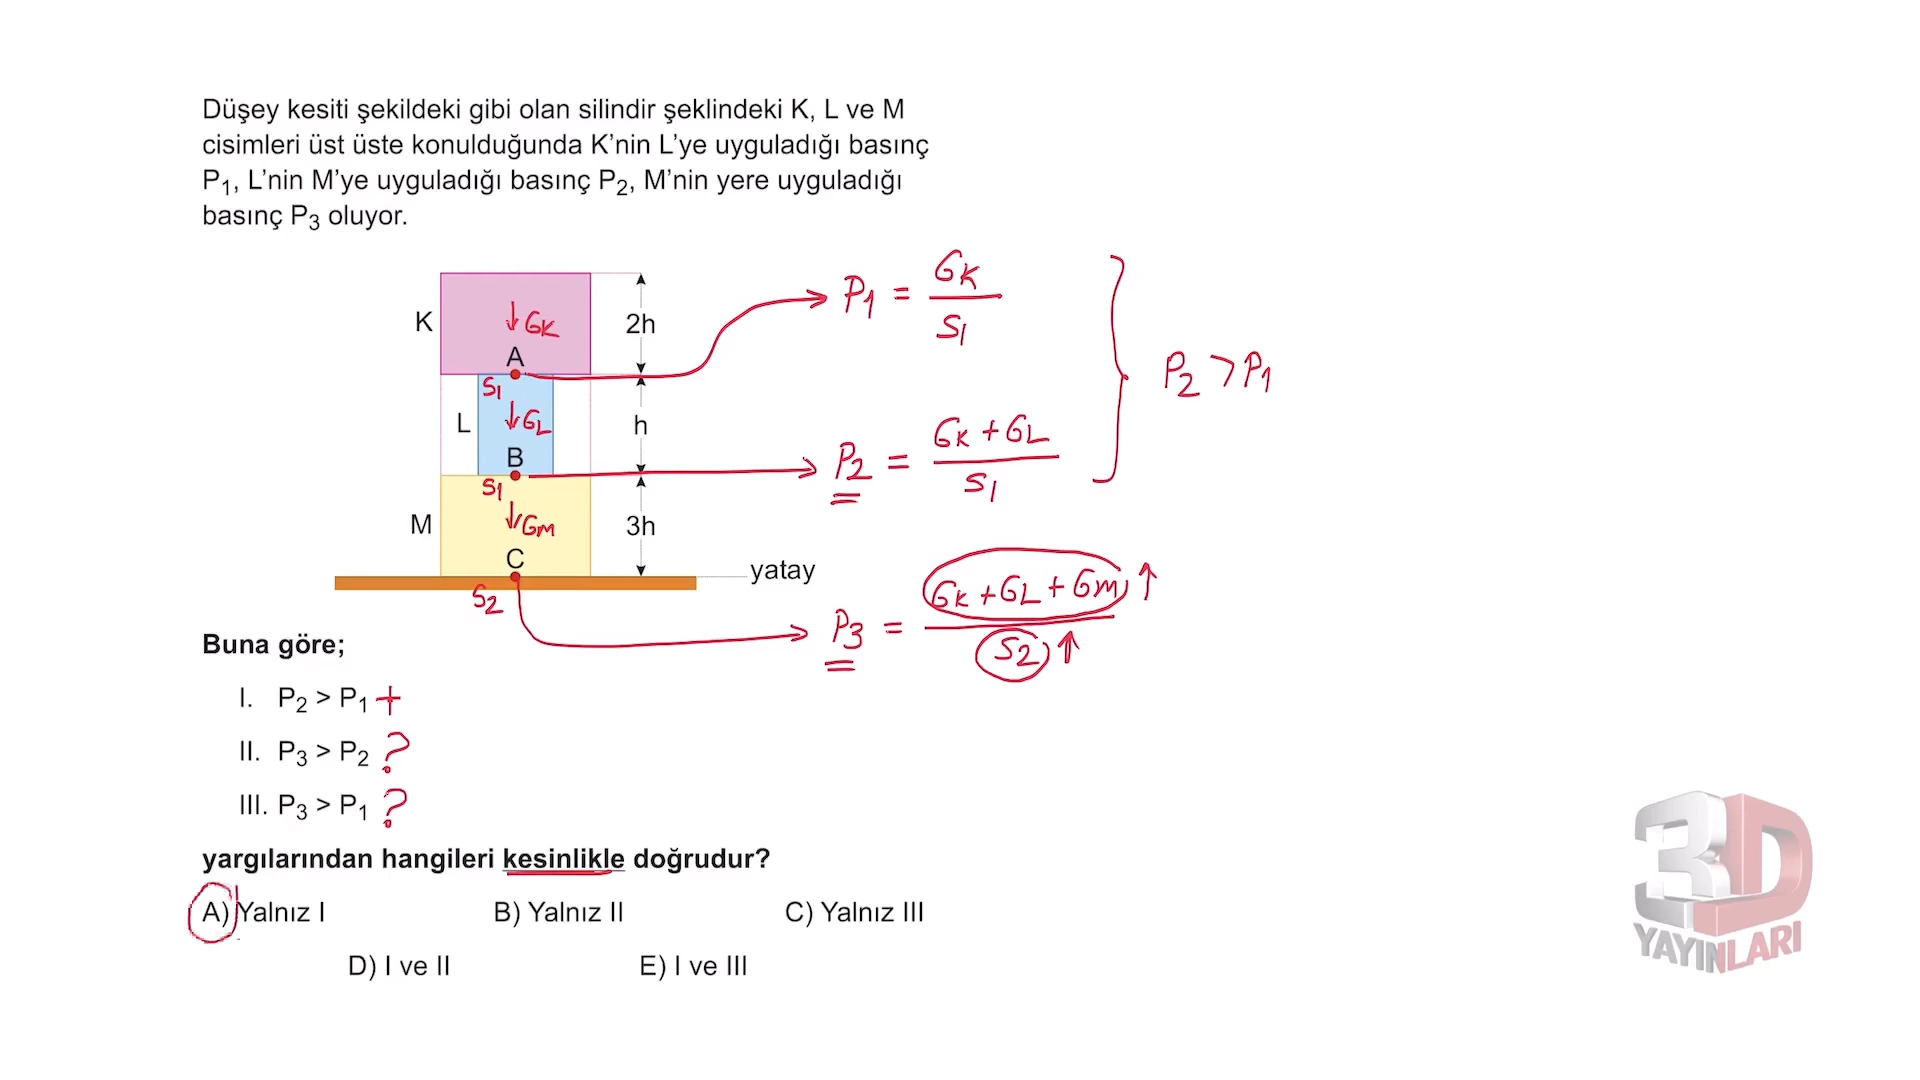 Düşey kesiti şekildeki gibi olan silindir şeklindeki K, L ve M
cisimleri üst üste konulduğunda K’nin L’ye uyguladığı basınç
P₁, L’nin M’ye uyguladığı basınç P₂, M’nin yere uyguladığı
basınç P₃ oluyor.
K
↓ GK
A
2h
S₁
L
↓ GL
B
h
S₁
M
↓ GM
C
3h
yatay
S₂
P₁ = GK / S₁
P₂ = GK + GL / S₁
P₂ > P₁
P₃ = GK + GL + GM ↑ / S₂ ↑
Buna göre;
I. P₂ > P₁ +
II. P₃ > P₂ ?
III. P₃ > P₁ ?
yargılarından hangileri kesinlikle doğrudur?
A) Yalnız I B) Yalnız II C) Yalnız III
D) I ve II E) I ve III
3D
YAYINLARI